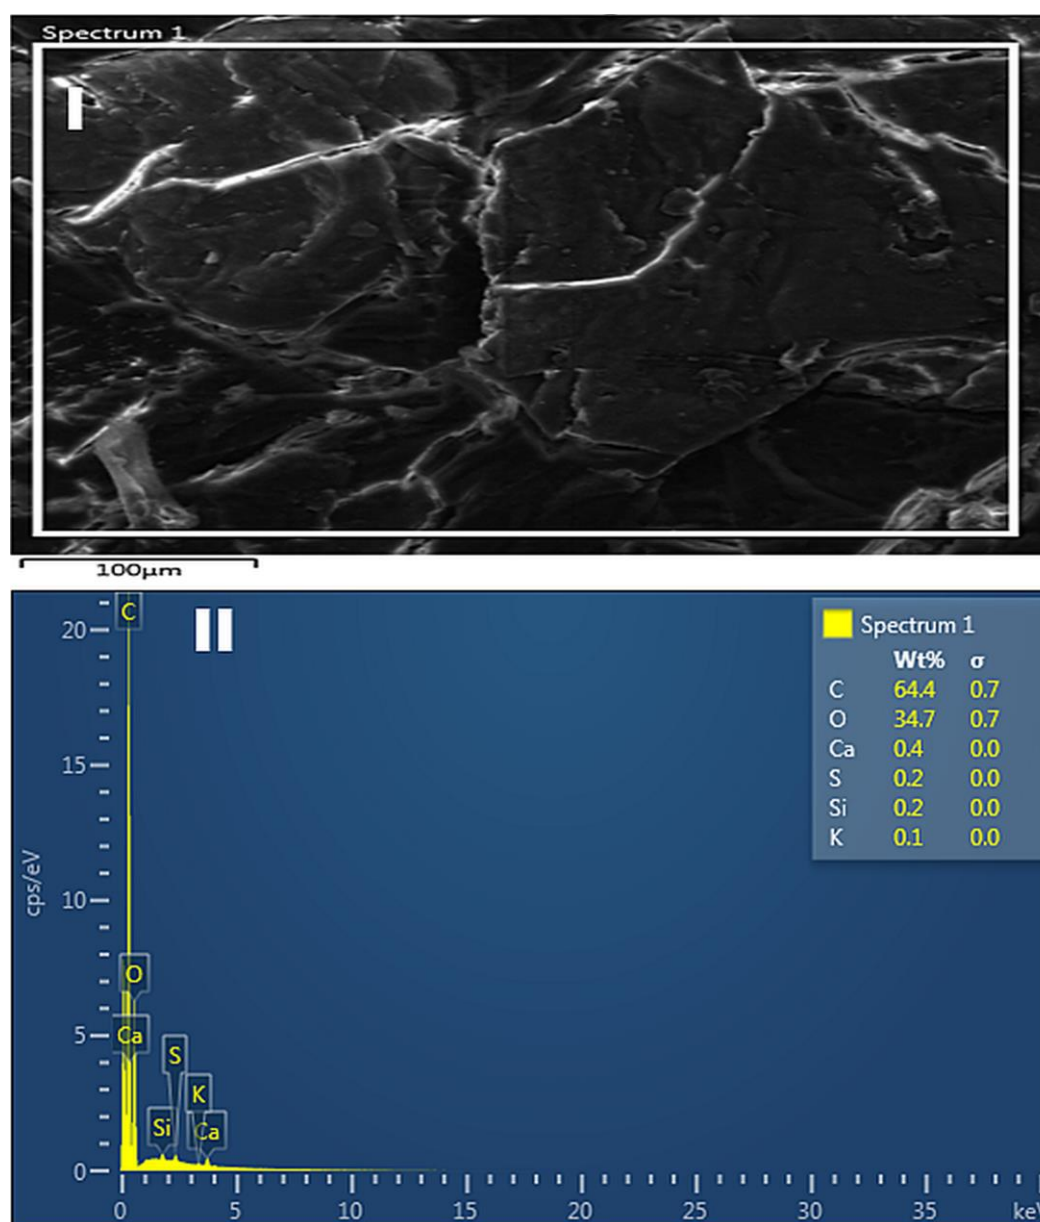 Spectrum 1
I
100µm
II
C
20
15
10
5
0
cps/eV
O
Ca
S
K
Si
Ca
0 5 10 15 20 25 30 35 keV
Spectrum 1
Wt% σ
C 64.4 0.7
O 34.7 0.7
Ca 0.4 0.0
S 0.2 0.0
Si 0.2 0.0
K 0.1 0.0